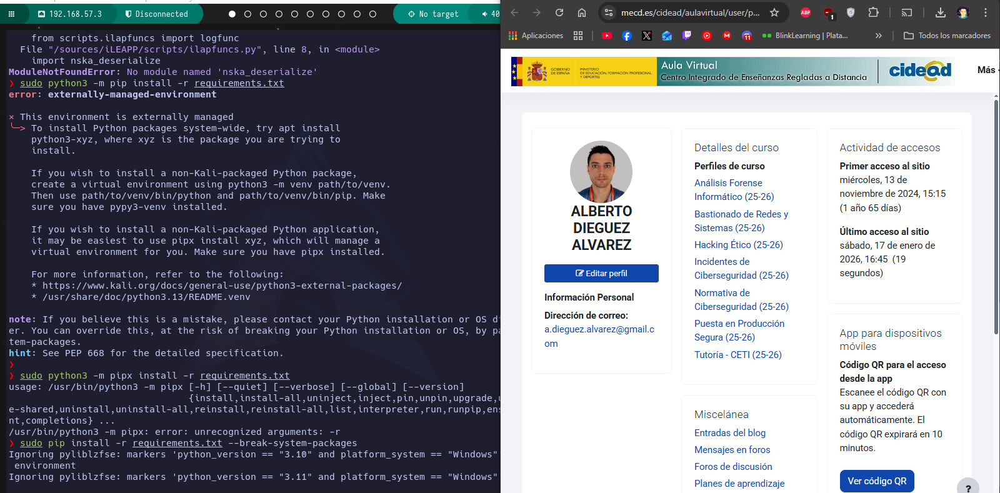 192.168.57.3
Disconnected
No target
40
from scripts.ilapfuncs import logfunc
File "/sources/iLEAPP/scripts/ilapfuncs.py", line 8, in <module>
import nska_deserialize
ModuleNotFoundError: No module named 'nska_deserialize'
❯ sudo python3 -m pip install -r requirements.txt
error: externally-managed-environment
× This environment is externally managed
╰─> To install Python packages system-wide, try apt install
python3-xyz, where xyz is the package you are trying to
install.
If you wish to install a non-Kali-packaged Python package,
create a virtual environment using python3 -m venv path/to/venv.
Then use path/to/venv/bin/python and path/to/venv/bin/pip. Make
sure you have pypy3-venv installed.
If you wish to install a non-Kali-packaged Python application,
it may be easiest to use pipx install xyz, which will manage a
virtual environment for you. Make sure you have pipx installed.
For more information, refer to the following:
* https://www.kali.org/docs/general-use/python3-external-packages/
* /usr/share/doc/python3.13/README.venv
note: If you believe this is a mistake, please contact your Python installation or OS di
er. You can override this, at the risk of breaking your Python installation or OS, by pa
tem-packages.
hint: See PEP 668 for the detailed specification.
❯
❯ sudo python3 -m pipx install -r requirements.txt
usage: /usr/bin/python3 -m pipx [-h] [--quiet] [--verbose] [--global] [--version]
{install,install-all,uninject,inject,pin,unpin,upgrade,u
e-shared,uninstall,uninstall-all,reinstall,reinstall-all,list,interpreter,run,runpip,ens
nt,completions} ...
/usr/bin/python3 -m pipx: error: unrecognized arguments: -r
❯ sudo pip install -r requirements.txt --break-system-packages
Ignoring pyliblzfse: markers 'python_version == "3.10" and platform_system == "Windows"'
environment
Ignoring pyliblzfse: markers 'python_version == "3.11" and platform_system == "Windows"'
mecd.es/cidead/aulavirtual/user/p...
ABP
1
Aplicaciones
11
BlinkLearning | Plata...
»
Todos los marcadores
GOBIERNO
DE ESPAÑA
MINISTERIO
DE EDUCACIÓN, FORMACIÓN PROFESIONAL
Y DEPORTES
Aula Virtual
Centro Integrado de Enseñanzas Regladas a Distancia
cidead
Más
ALBERTO
DIEGUEZ
ALVAREZ
Editar perfil
Información Personal
Dirección de correo:
a.dieguez.alvarez@gmail.c
om
Detalles del curso
Perfiles de curso
Análisis Forense
Informático (25-26)
Bastionado de Redes y
Sistemas (25-26)
Hacking Ético (25-26)
Incidentes de
Ciberseguridad (25-26)
Normativa de
Ciberseguridad (25-26)
Puesta en Producción
Segura (25-26)
Tutoría - CETI (25-26)
Miscelánea
Entradas del blog
Mensajes en foros
Foros de discusión
Planes de aprendizaje
Actividad de accesos
Primer acceso al sitio
miércoles, 13 de
noviembre de 2024, 15:15
(1 año 65 días)
Último acceso al sitio
sábado, 17 de enero de
2026, 16:45 (19
segundos)
App para dispositivos
móviles
Código QR para el acceso
desde la app
Escanee el código QR con
su app y accederá
automáticamente. El
código QR expirará en 10
minutos.
Ver código QR
?